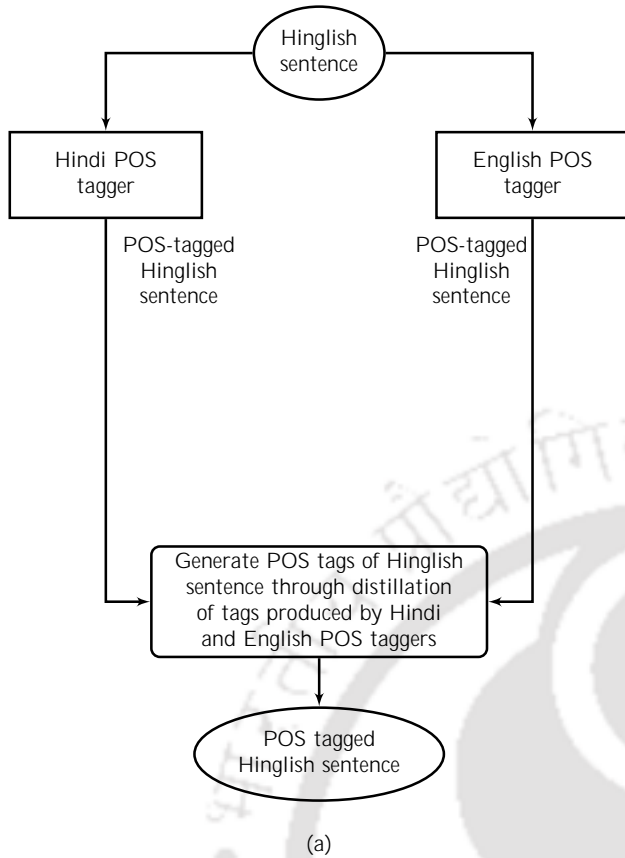 Hinglish
sentence
Hindi POS
tagger
English POS
tagger
POS-tagged
Hinglish
sentence
POS-tagged
Hinglish
sentence
Generate POS tags of Hinglish
sentence through distillation
of tags produced by Hindi
and English POS taggers
POS tagged
Hinglish sentence
(a)